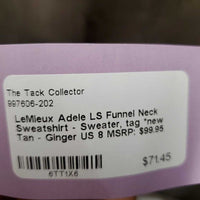 The Tack Collector
997606-202
LeMieux Adele LS Funnel Neck
Sweatshirt - Sweater, tag *new
Tan - Ginger US 8 MSRP: $99.95
$71.45
6TT1X6